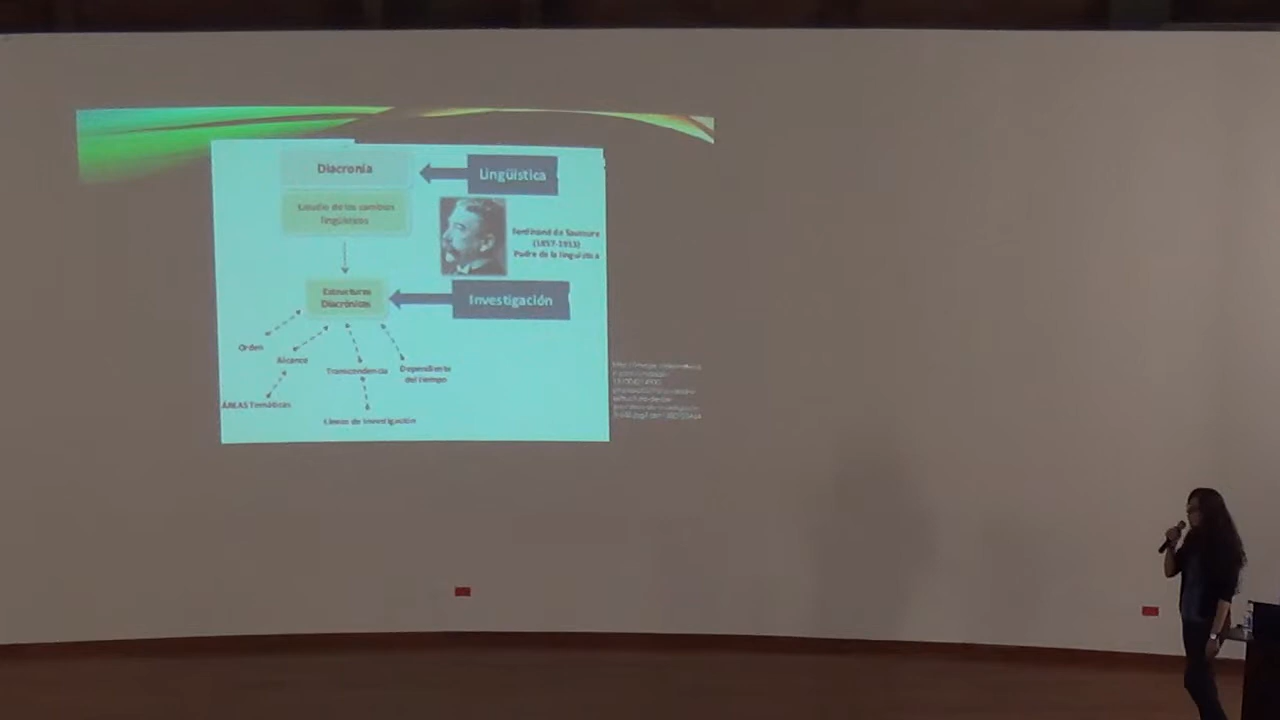 Diacronía
Lingüística
Estudio de los cambios
lingüísticos
Ferdinand de Saussure
(1857-1913)
Padre de la lingüística
Estructuras
Diacrónicas
Investigación
Orden
Alcance
Transcendencia
Dependiente
del tiempo
ÁREAS Temáticas
Líneas de investigación